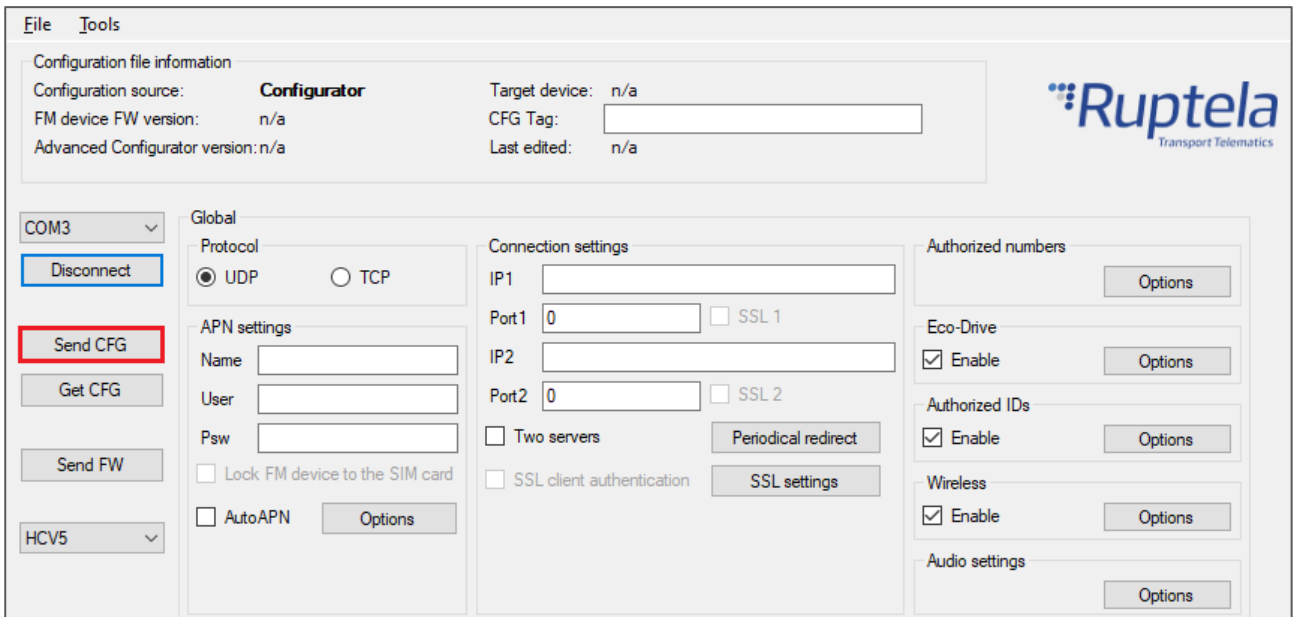 File Tools
Configuration file information
Configuration source: Configurator Target device: n/a
FM device FW version: n/a CFG Tag:
Advanced Configurator version: n/a Last edited: n/a
Ruptela
Transport Telematics
COM3
Disconnect
Send CFG
Get CFG
Send FW
HCV5
Global
Protocol
UDP TCP
APN settings
Name
User
Psw
Lock FM device to the SIM card
AutoAPN Options
Connection settings
IP1
Port1 0 SSL 1
IP2
Port2 0 SSL 2
Two servers Periodical redirect
SSL client authentication SSL settings
Authorized numbers
Options
Eco-Drive
Enable Options
Authorized IDs
Enable Options
Wireless
Enable Options
Audio settings
Options